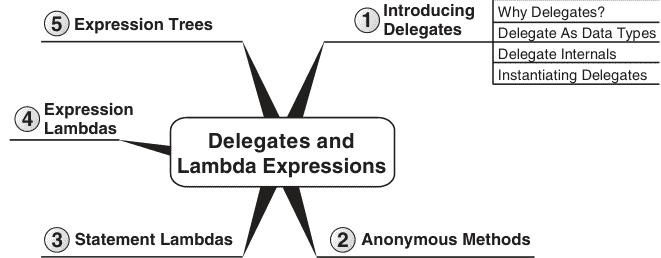 5 Expression Trees
1 Introducing
Delegates
Why Delegates?
Delegate As Data Types
Delegate Internals
Instantiating Delegates
4 Expression
Lambdas
Delegates and
Lambda Expressions
3 Statement Lambdas
2 Anonymous Methods